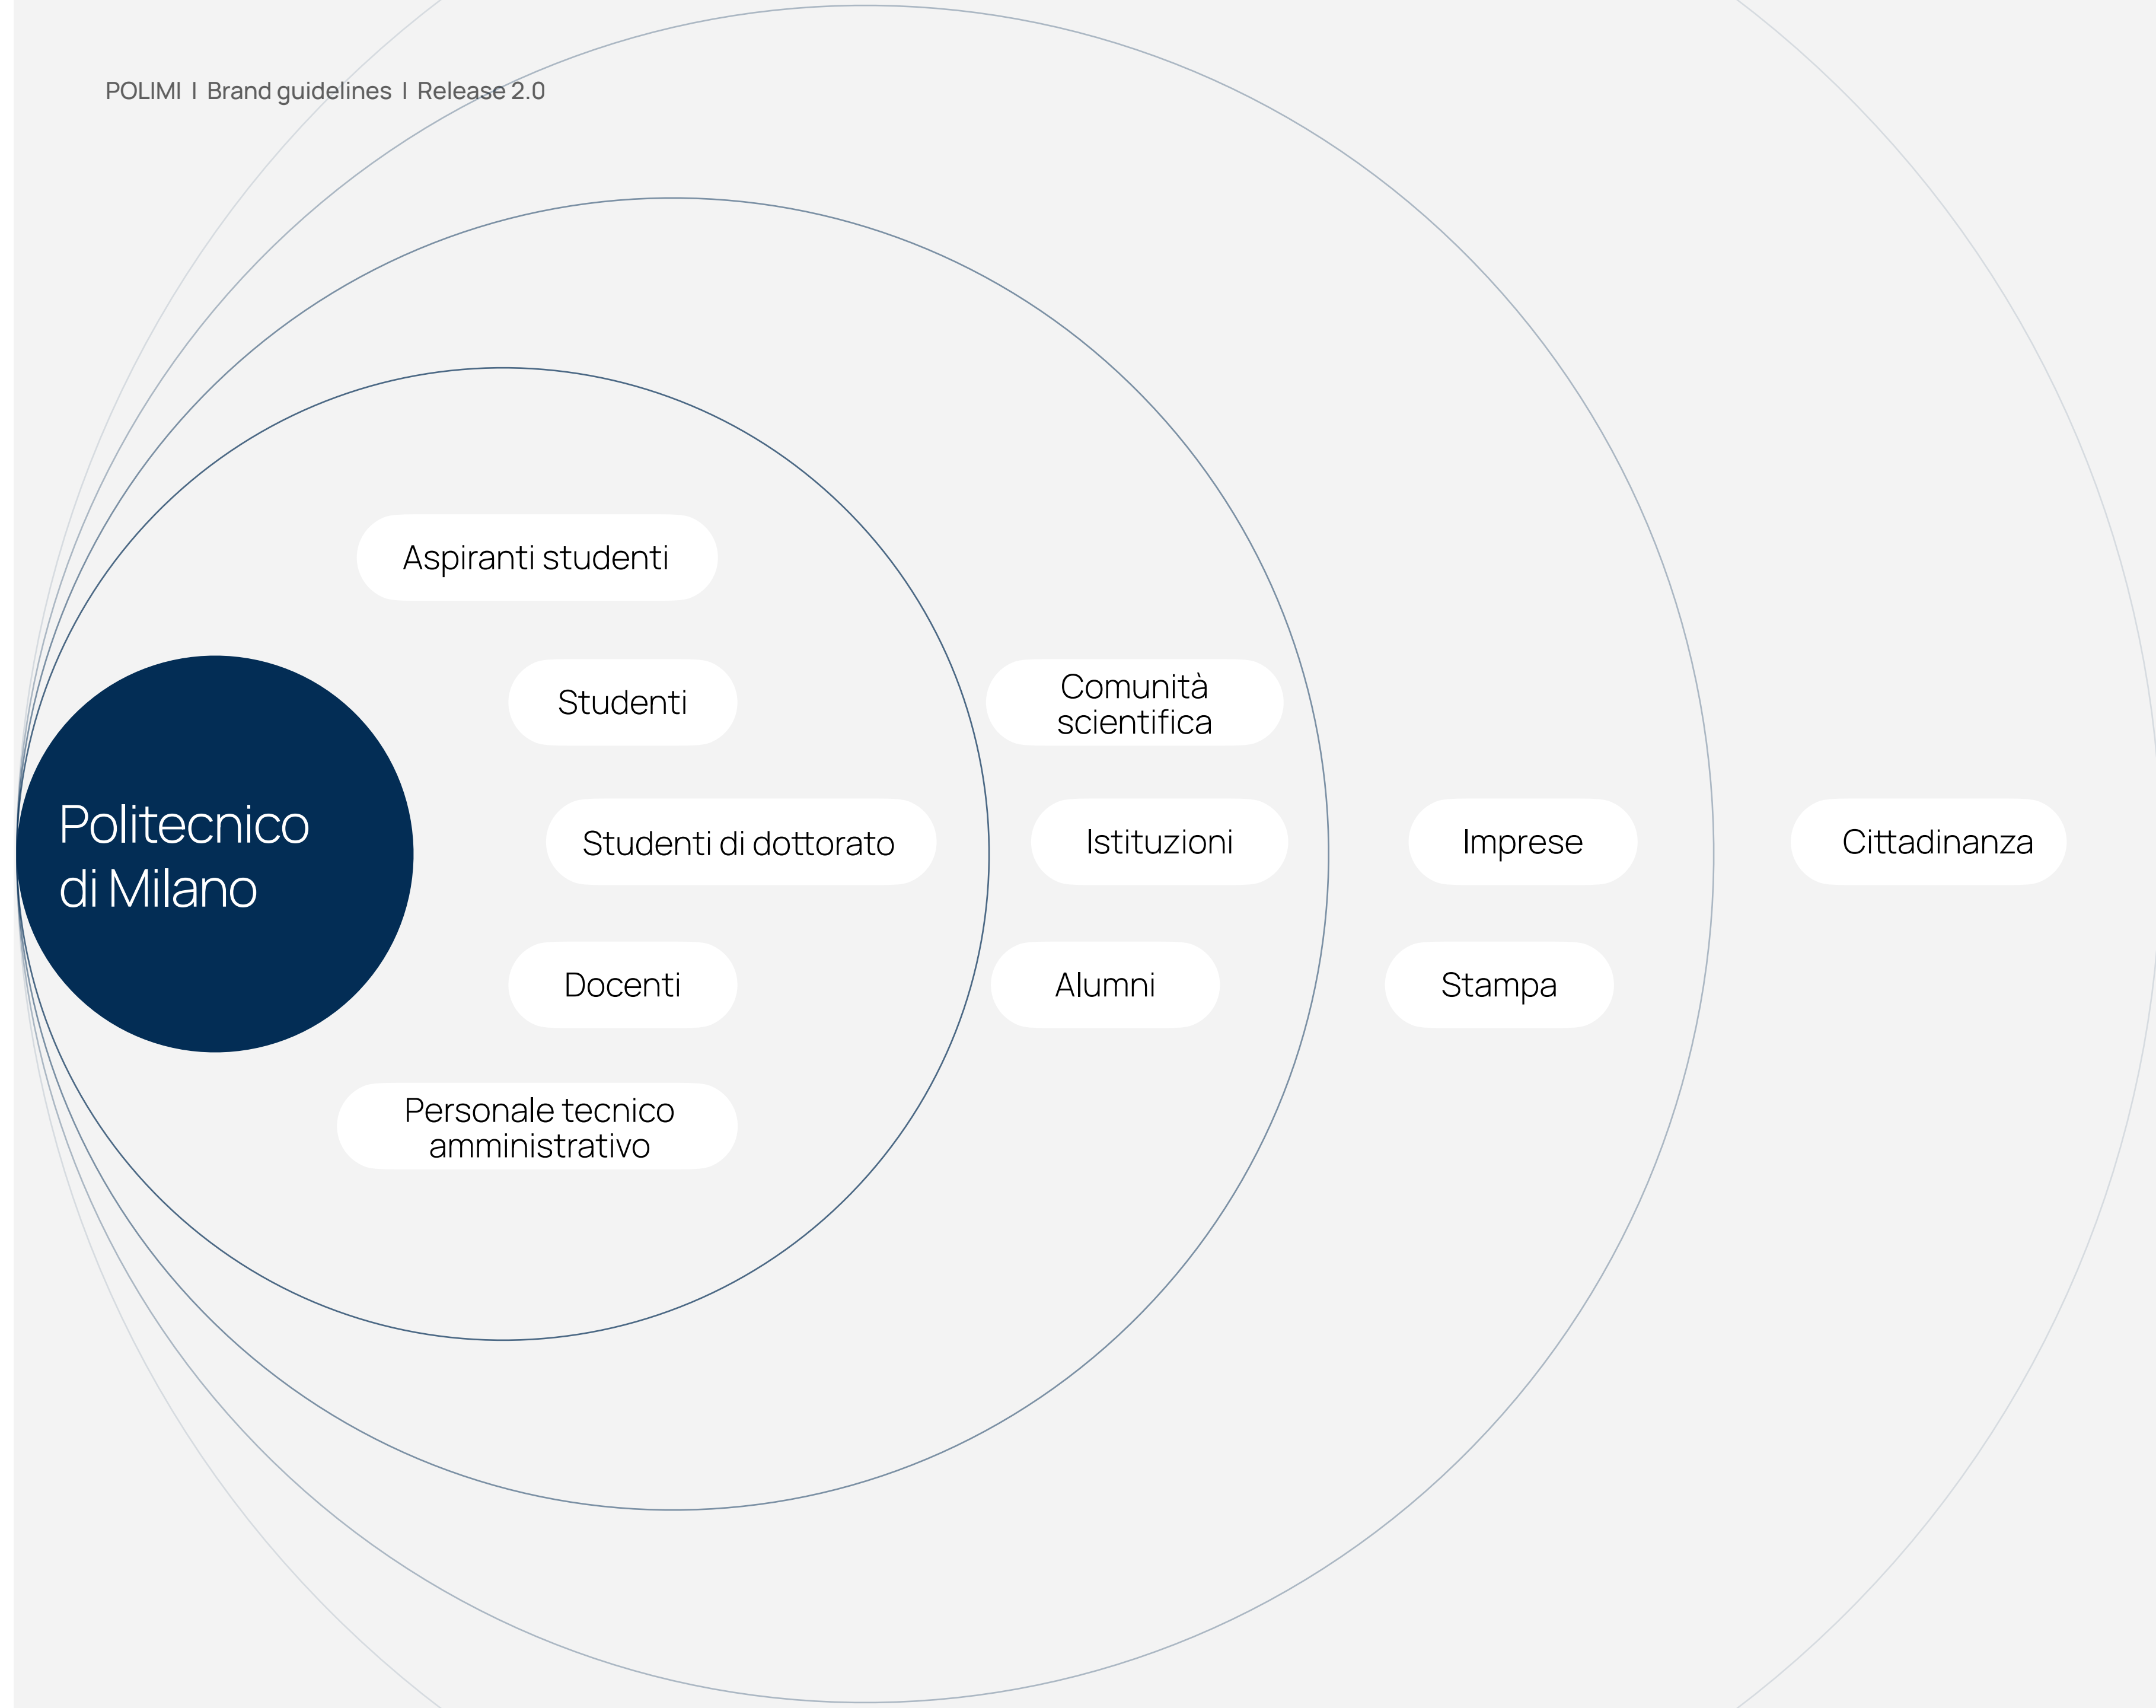 POLIMI | Brand guidelines | Release 2.0
Aspiranti studenti
Studenti
Comunità
scientifica
Politecnico
di Milano
Studenti di dottorato
Istituzioni
Imprese
Cittadinanza
Docenti
Alumni
Stampa
Personale tecnico
amministrativo